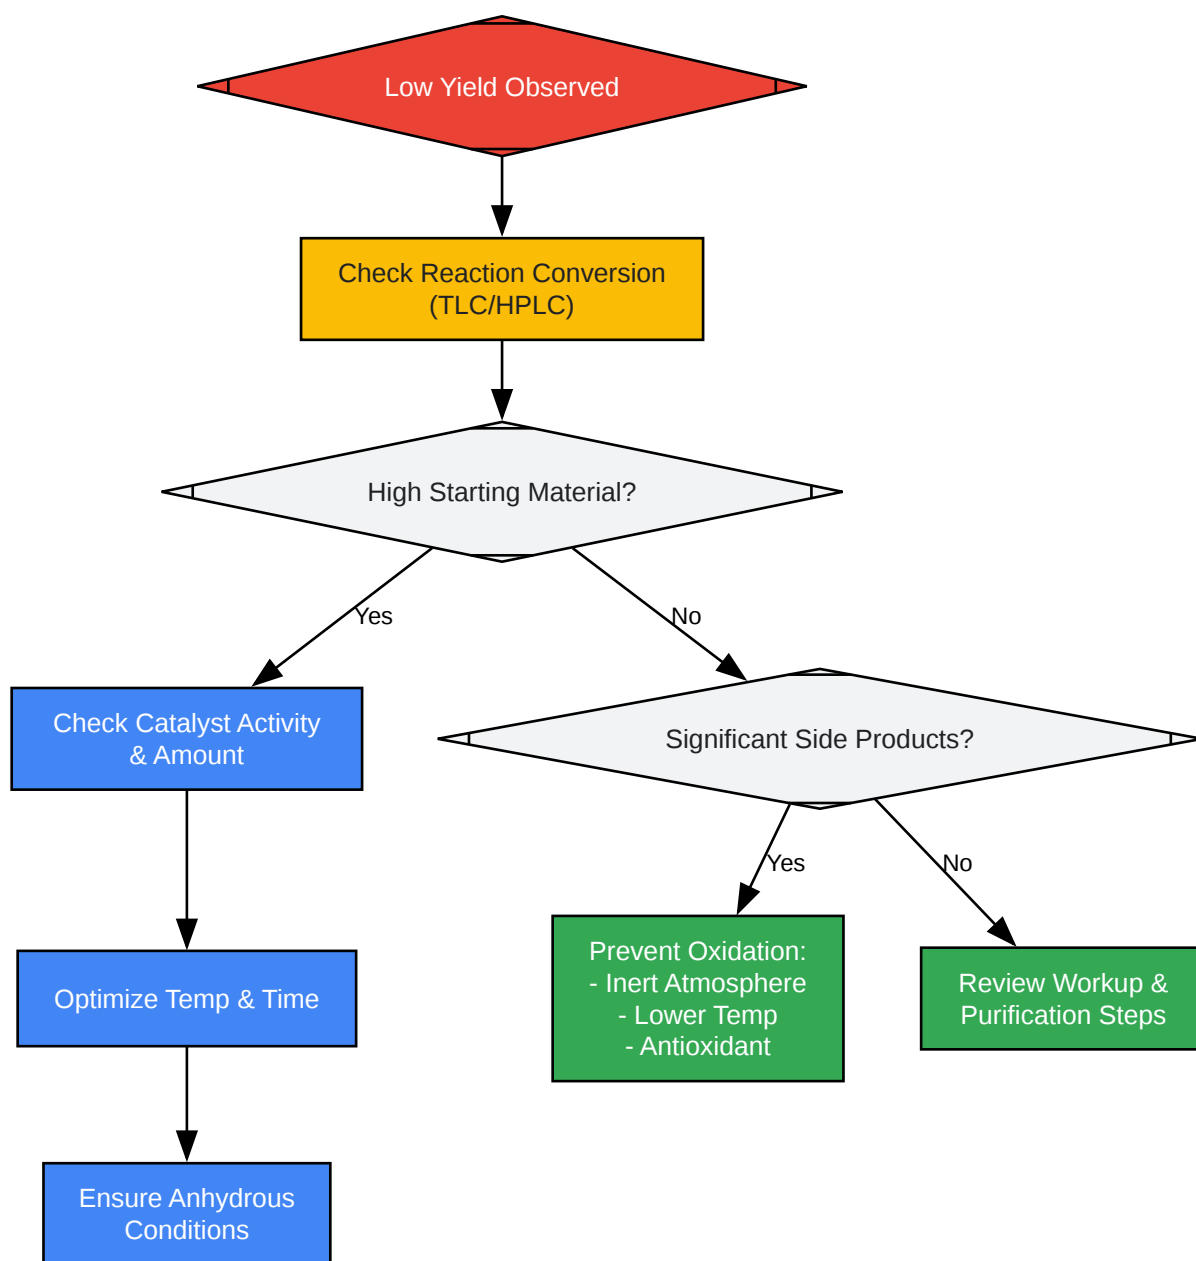 Low Yield Observed
Check Reaction Conversion
(TLC/HPLC)
High Starting Material?
Yes
No
Check Catalyst Activity
& Amount
Significant Side Products?
Yes
No
Optimize Temp & Time
Prevent Oxidation:
- Inert Atmosphere
- Lower Temp
- Antioxidant
Review Workup &
Purification Steps
Ensure Anhydrous
Conditions